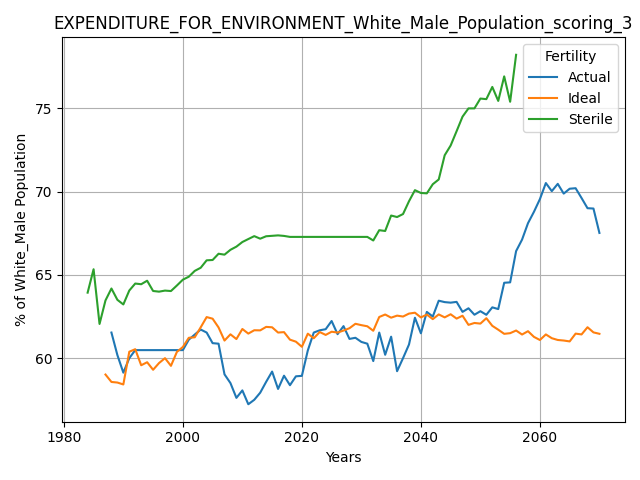 EXPENDITURE_FOR_ENVIRONMENT_White_Male_Population_scoring_3
Fertility
Actual
Ideal
Sterile
% of White_Male Population
75
70
65
60
1980
2000
2020
2040
2060
Years